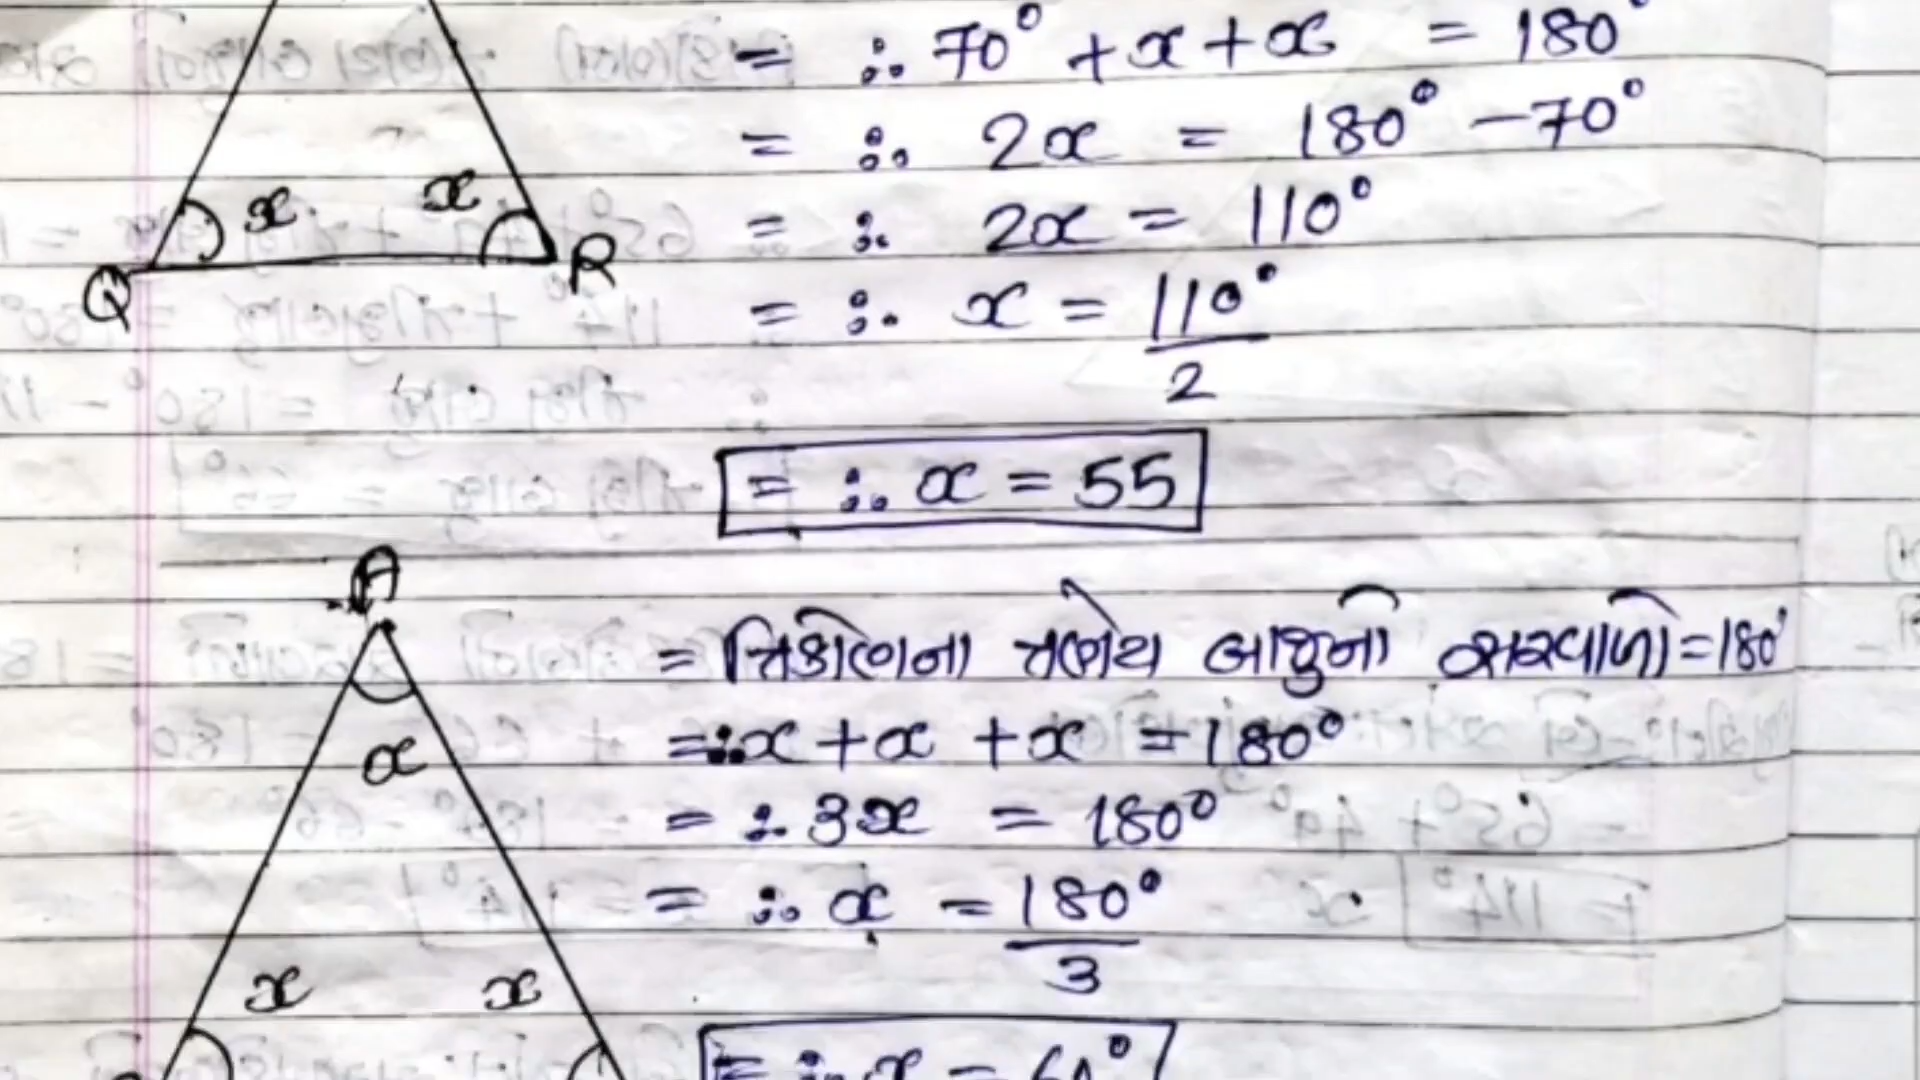 = ∴ 70° + x + x = 180°
= ∴ 2x = 180° - 70°
= ∴ 2x = 110°
= ∴ x = 110°/2
= ∴ x = 55
x x
Q R
A
= ત્રિકોણના ત્રણેય બાજુનો સરવાળો = 180°
= ∴ x + x + x = 180°
x
= ∴ 3x = 180°
= ∴ x = 180°/3
x x
= ∴ x = 60°